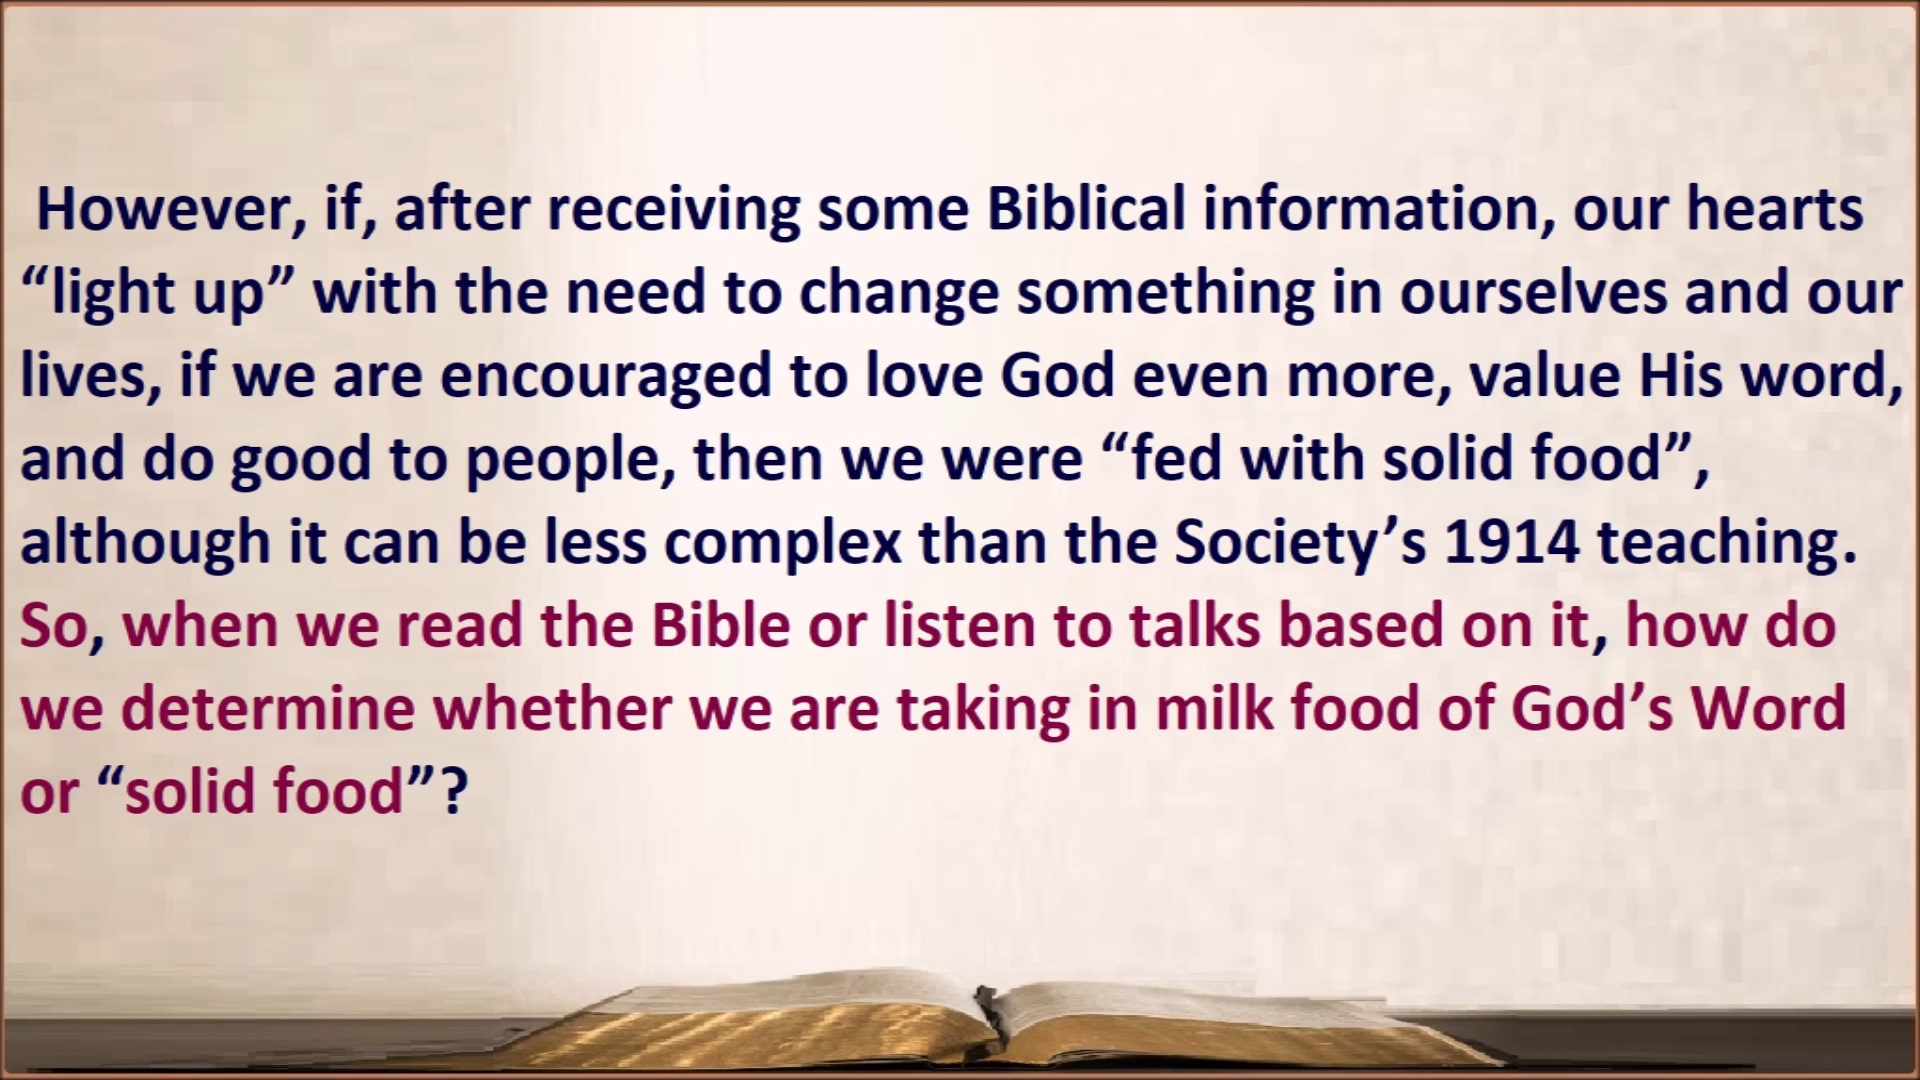 However, if, after receiving some Biblical information, our hearts
“light up” with the need to change something in ourselves and our
lives, if we are encouraged to love God even more, value His word,
and do good to people, then we were “fed with solid food”,
although it can be less complex than the Society’s 1914 teaching.
So, when we read the Bible or listen to talks based on it, how do
we determine whether we are taking in milk food of God’s Word
or “solid food”?